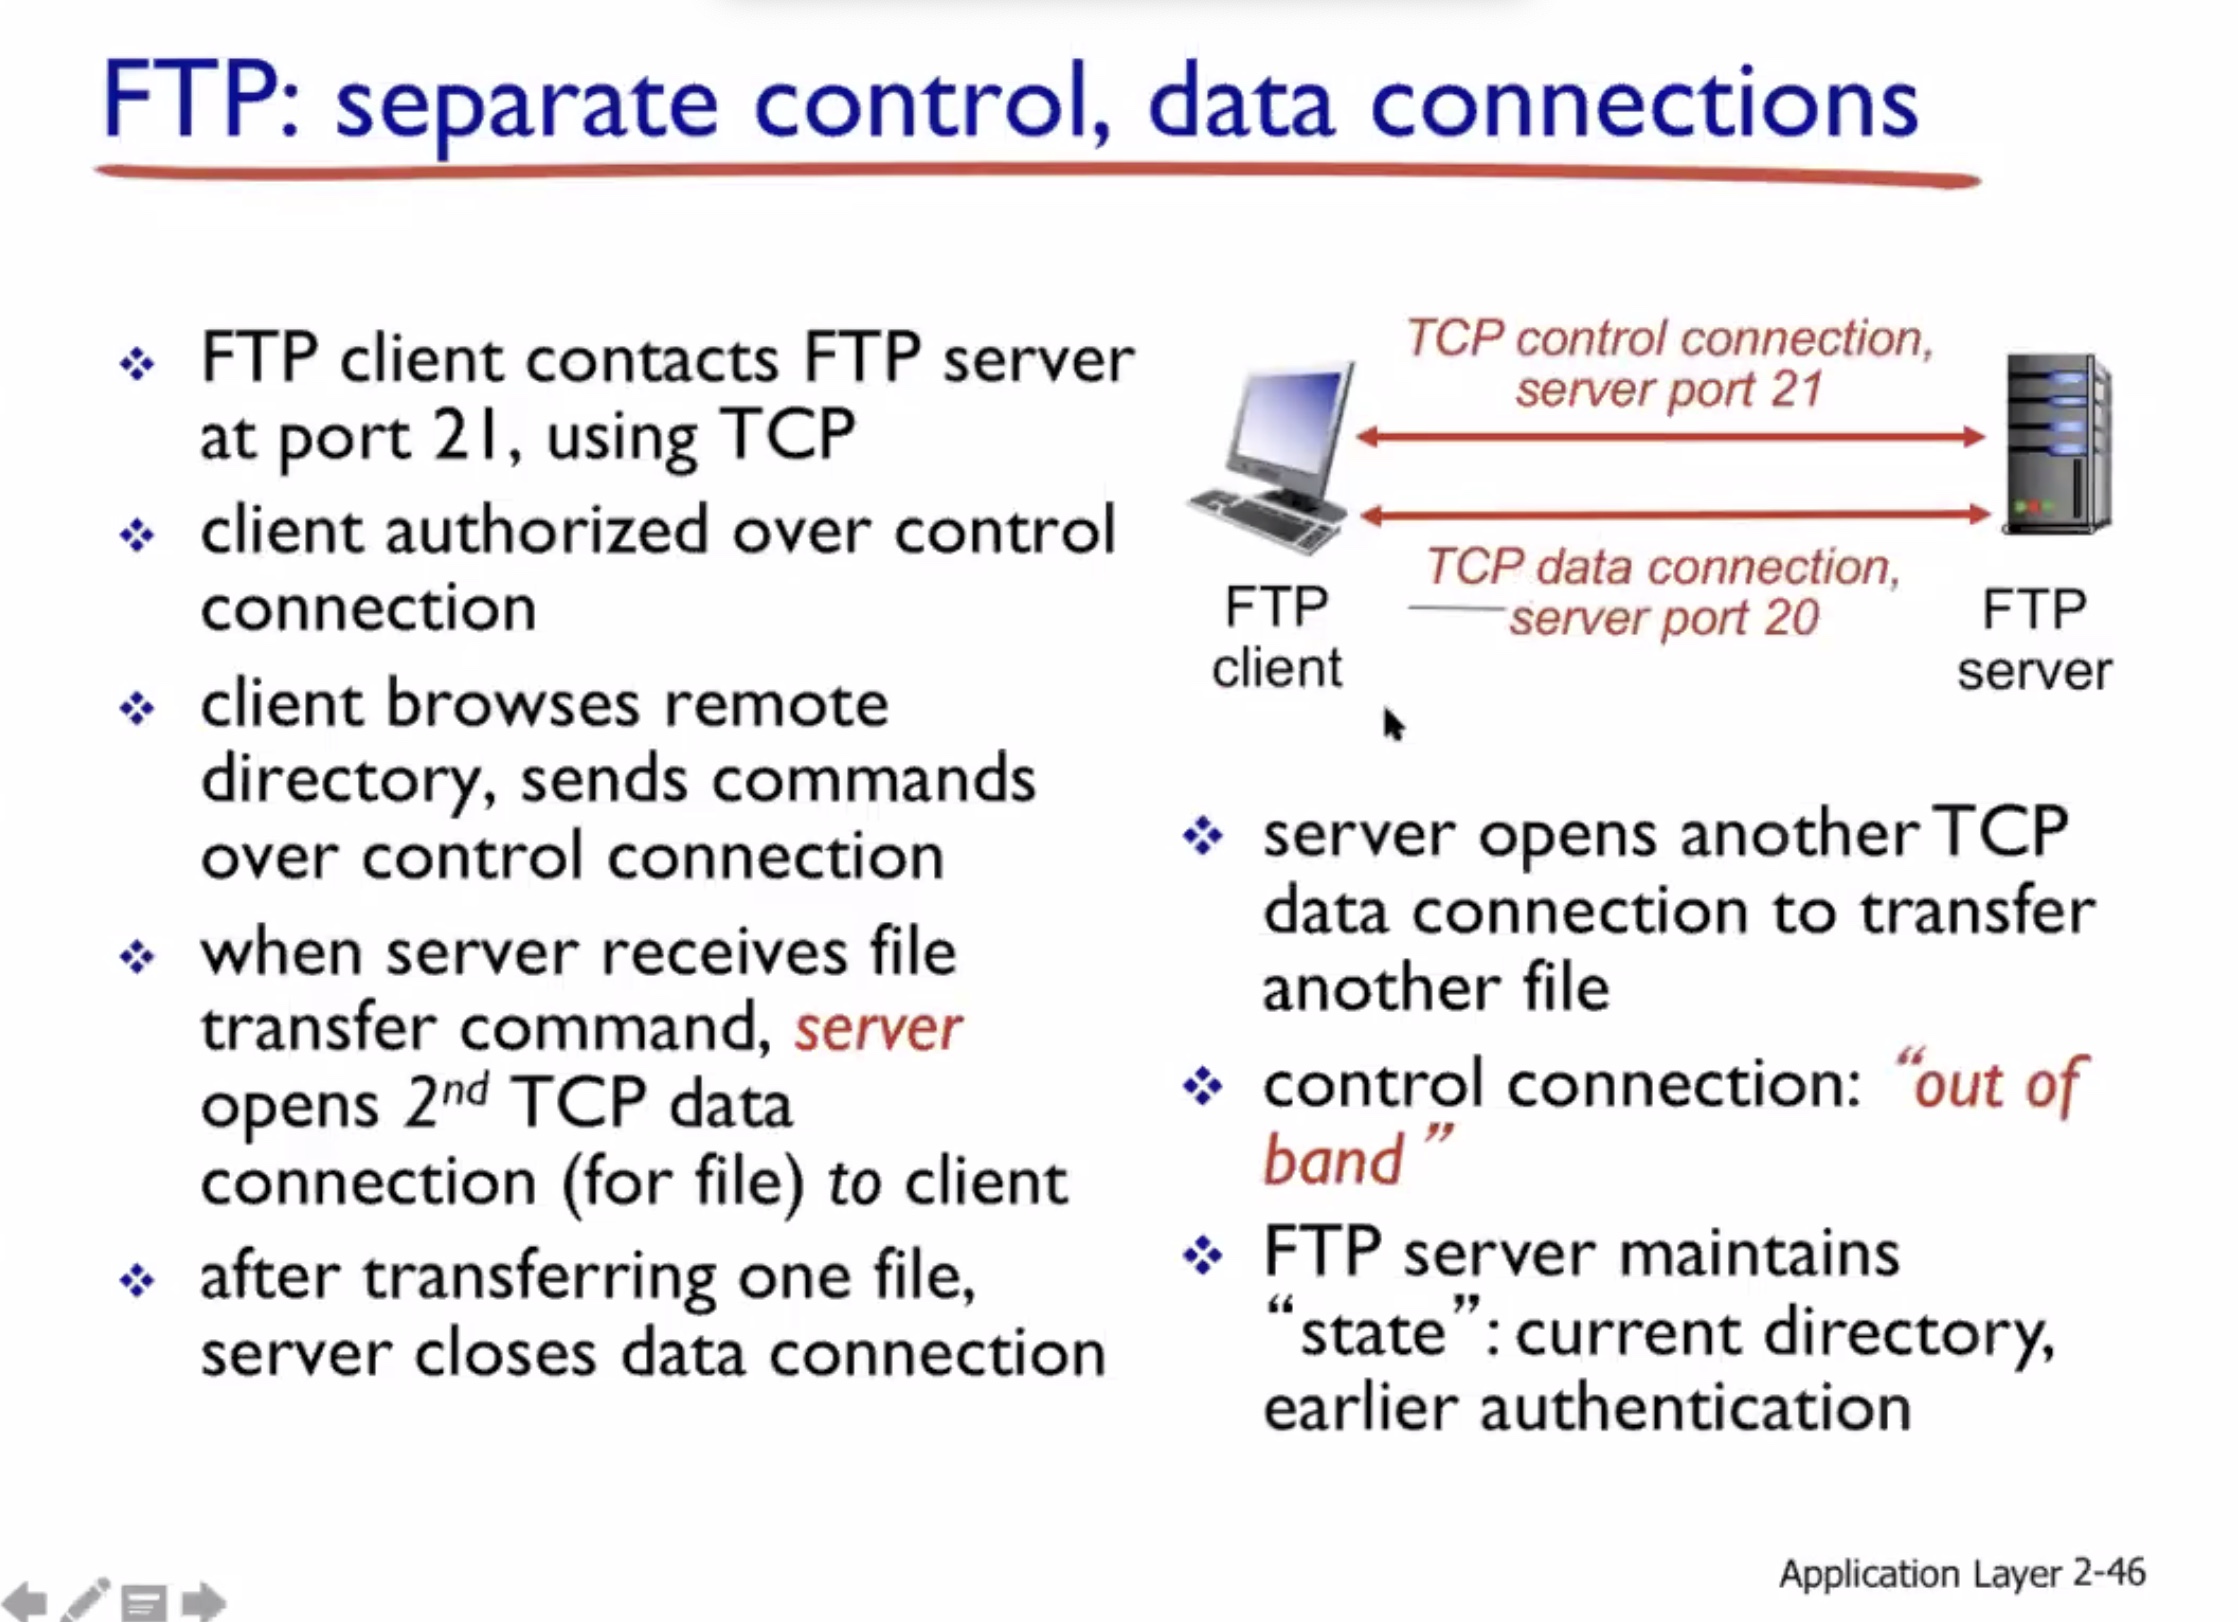 FTP: separate control, data connections
FTP client contacts FTP server
at port 21, using TCP
client authorized over control
connection
client browses remote
directory, sends commands
over control connection
when server receives file
transfer command, server
opens 2nd TCP data
connection (for file) to client
after transferring one file,
server closes data connection
TCP control connection,
server port 21
TCP data connection,
server port 20
FTP
client
FTP
server
server opens another TCP
data connection to transfer
another file
control connection: “out of
band”
FTP server maintains
“state”: current directory,
earlier authentication
Application Layer 2-46